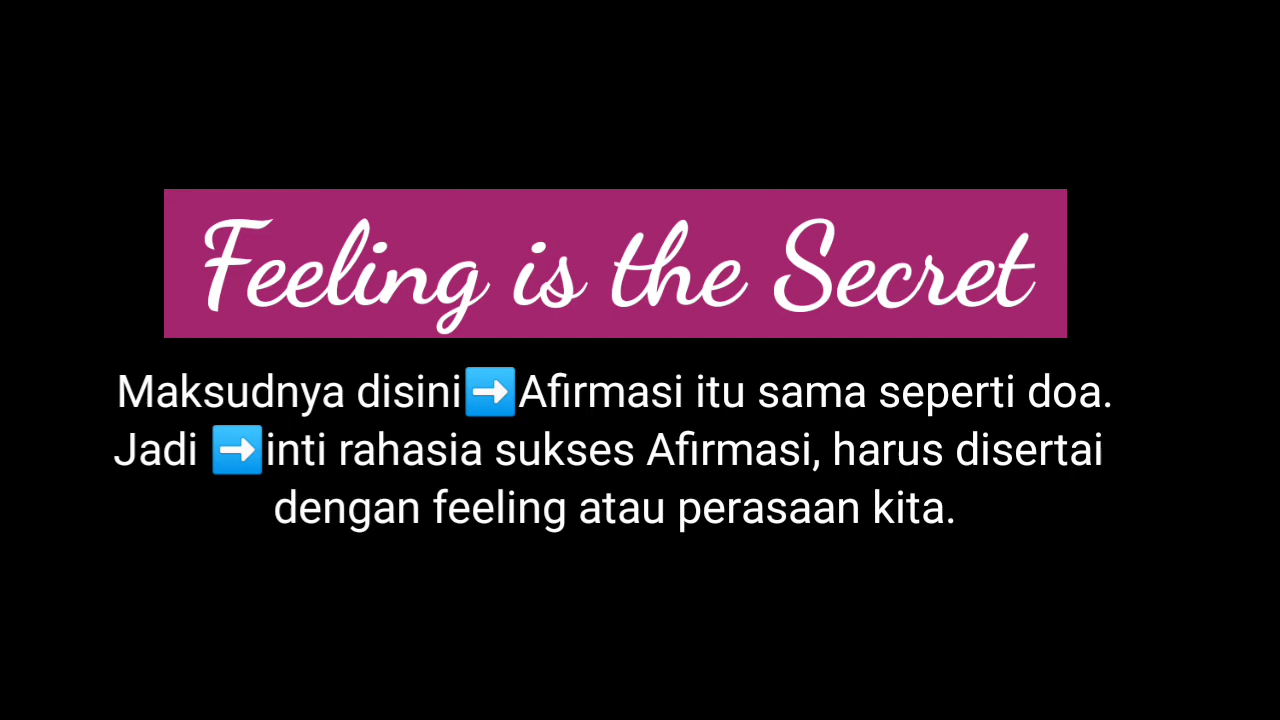 Feeling is the Secret
Maksudnya disini➡️Afirmasi itu sama seperti doa.
Jadi ➡️inti rahasia sukses Afirmasi, harus disertai
dengan feeling atau perasaan kita.